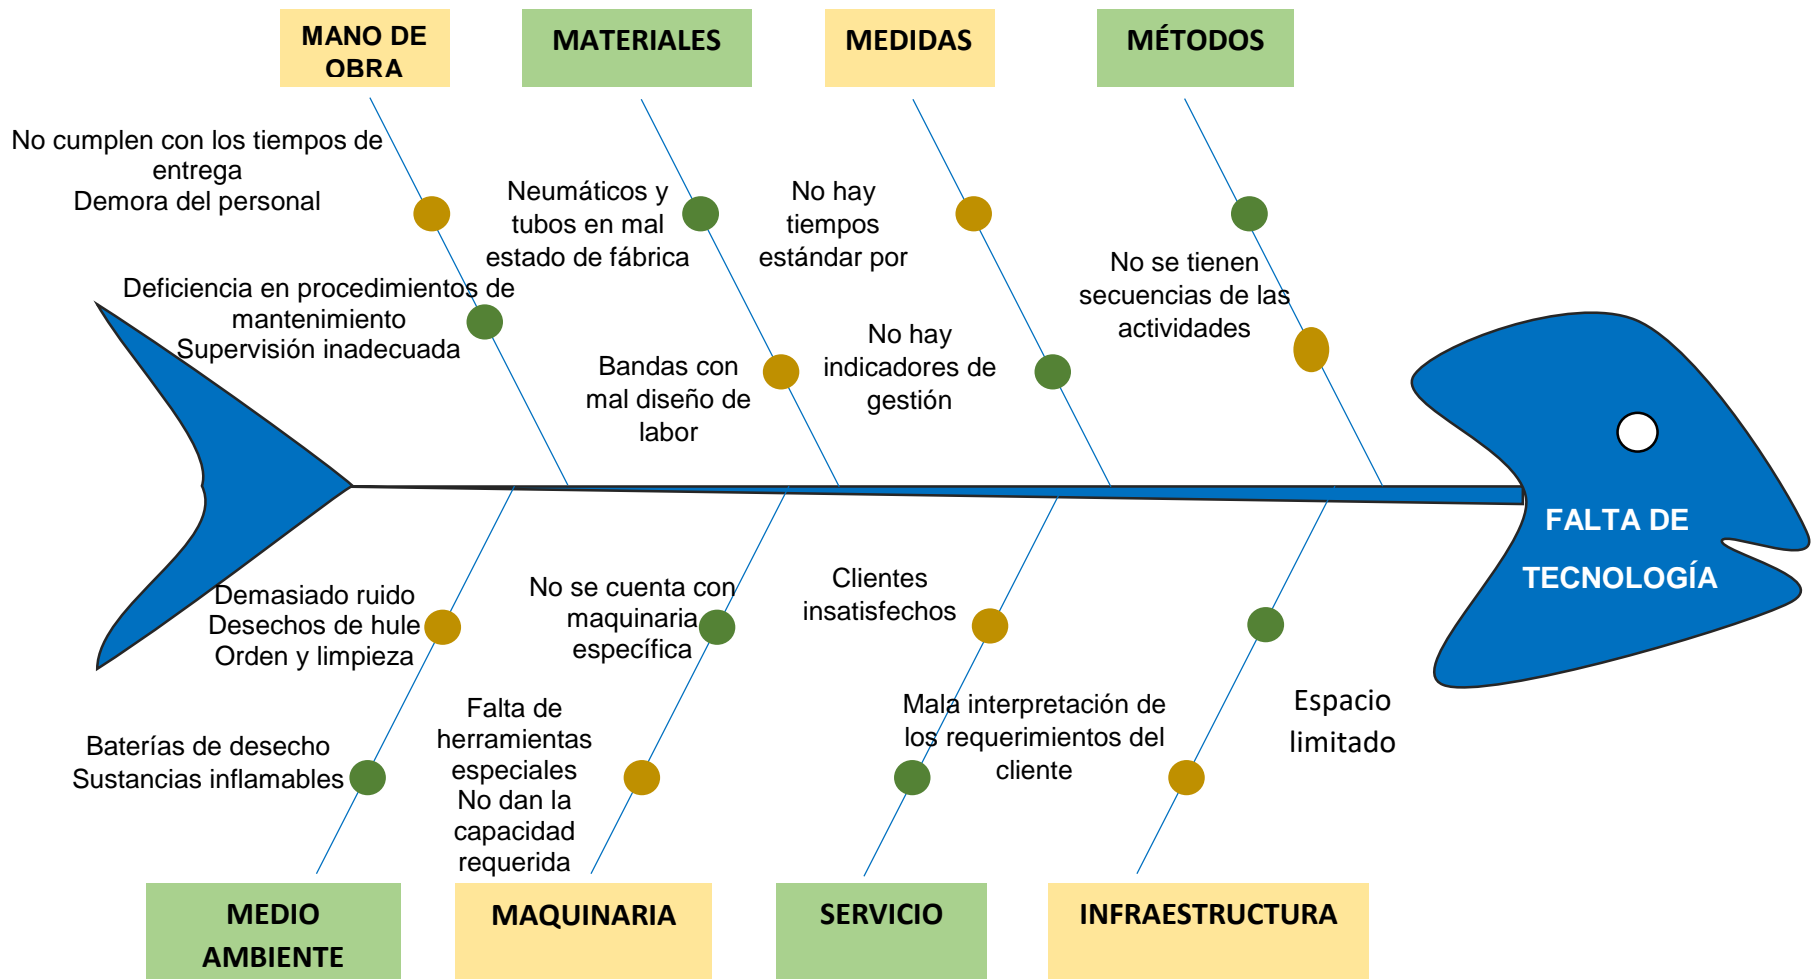 MANO DE
OBRA
MATERIALES
MEDIDAS
MÉTODOS
No cumplen con los tiempos de
entrega
Demora del personal
Deficiencia en procedimientos de
mantenimiento
Supervisión inadecuada
Neumáticos y
tubos en mal
estado de fábrica
Bandas con
mal diseño de
labor
No hay
tiempos
estándar por
No hay
indicadores de
gestión
No se tienen
secuencias de las
actividades
FALTA DE
TECNOLOGÍA
Demasiado ruido
Desechos de hule
Orden y limpieza
Baterías de desecho
Sustancias inflamables
No se cuenta con
maquinaria
específica
Falta de
herramientas
especiales
No dan la
capacidad
requerida
Clientes
insatisfechos
Mala interpretación de
los requerimientos del
cliente
Espacio
limitado
MEDIO
AMBIENTE
MAQUINARIA
SERVICIO
INFRAESTRUCTURA